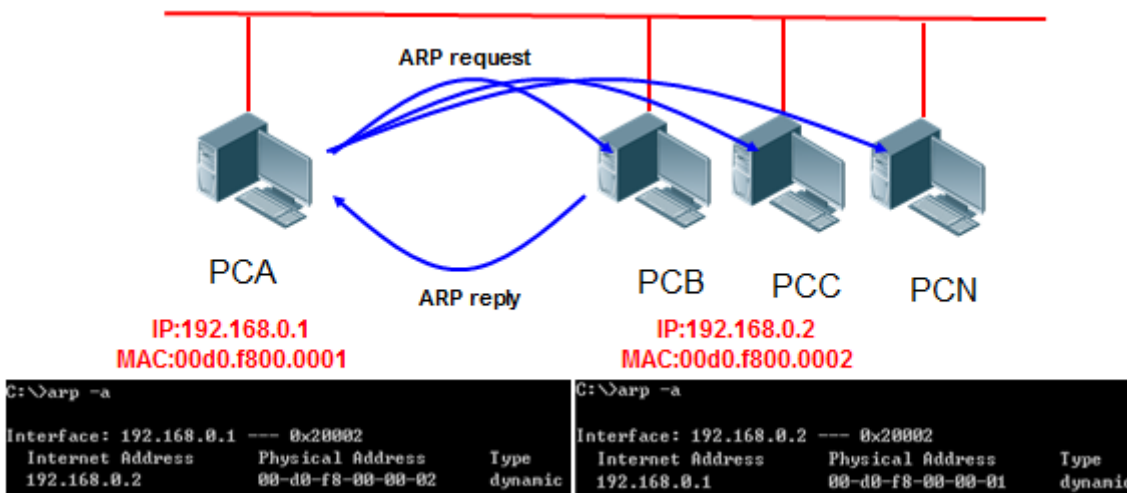 ARP request
PCA
PCB
PCC
PCN
ARP reply
IP:192.168.0.1
MAC:00d0.f800.0001
IP:192.168.0.2
MAC:00d0.f800.0002
C:\>arp -a
Interface: 192.168.0.1 --- 0x20002
Internet Address Physical Address Type
192.168.0.2 00-d0-f8-00-00-02 dynamic
C:\>arp -a
Interface: 192.168.0.2 --- 0x20002
Internet Address Physical Address Type
192.168.0.1 00-d0-f8-00-00-01 dynamic